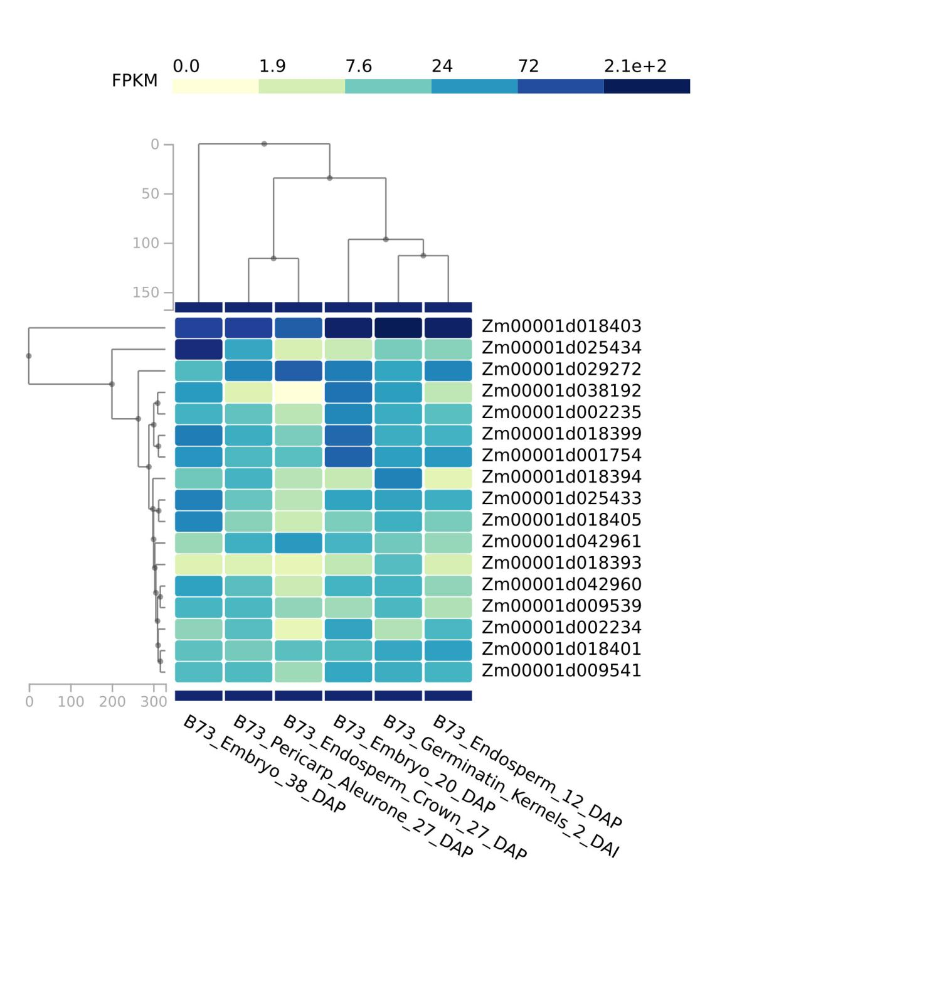 0.0 1.9 7.6 24 72 2.1e+2
FPKM
0
50
100
150
Zm00001d018403
Zm00001d025434
Zm00001d029272
Zm00001d038192
Zm00001d002235
Zm00001d018399
Zm00001d001754
Zm00001d018394
Zm00001d025433
Zm00001d018405
Zm00001d042961
Zm00001d018393
Zm00001d042960
Zm00001d009539
Zm00001d002234
Zm00001d018401
Zm00001d009541
0 100 200 300
B73_Embryo_38_DAP
B73_Pericarp_Aleurone_27_DAP
B73_Endosperm_Crown_27_DAP
B73_Embryo_20_DAP
B73_Germinatin_Kernels_2_DAI
B73_Endosperm_12_DAP